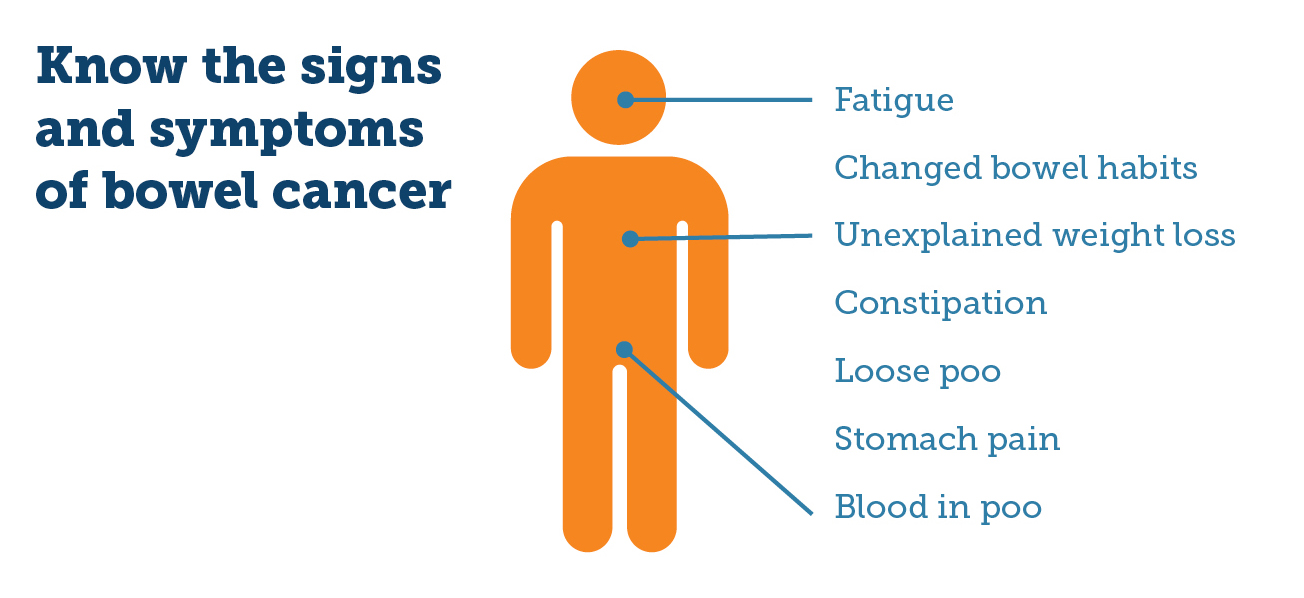 Know the signs
and symptoms
of bowel cancer
Fatigue
Changed bowel habits
Unexplained weight loss
Constipation
Loose poo
Stomach pain
Blood in poo